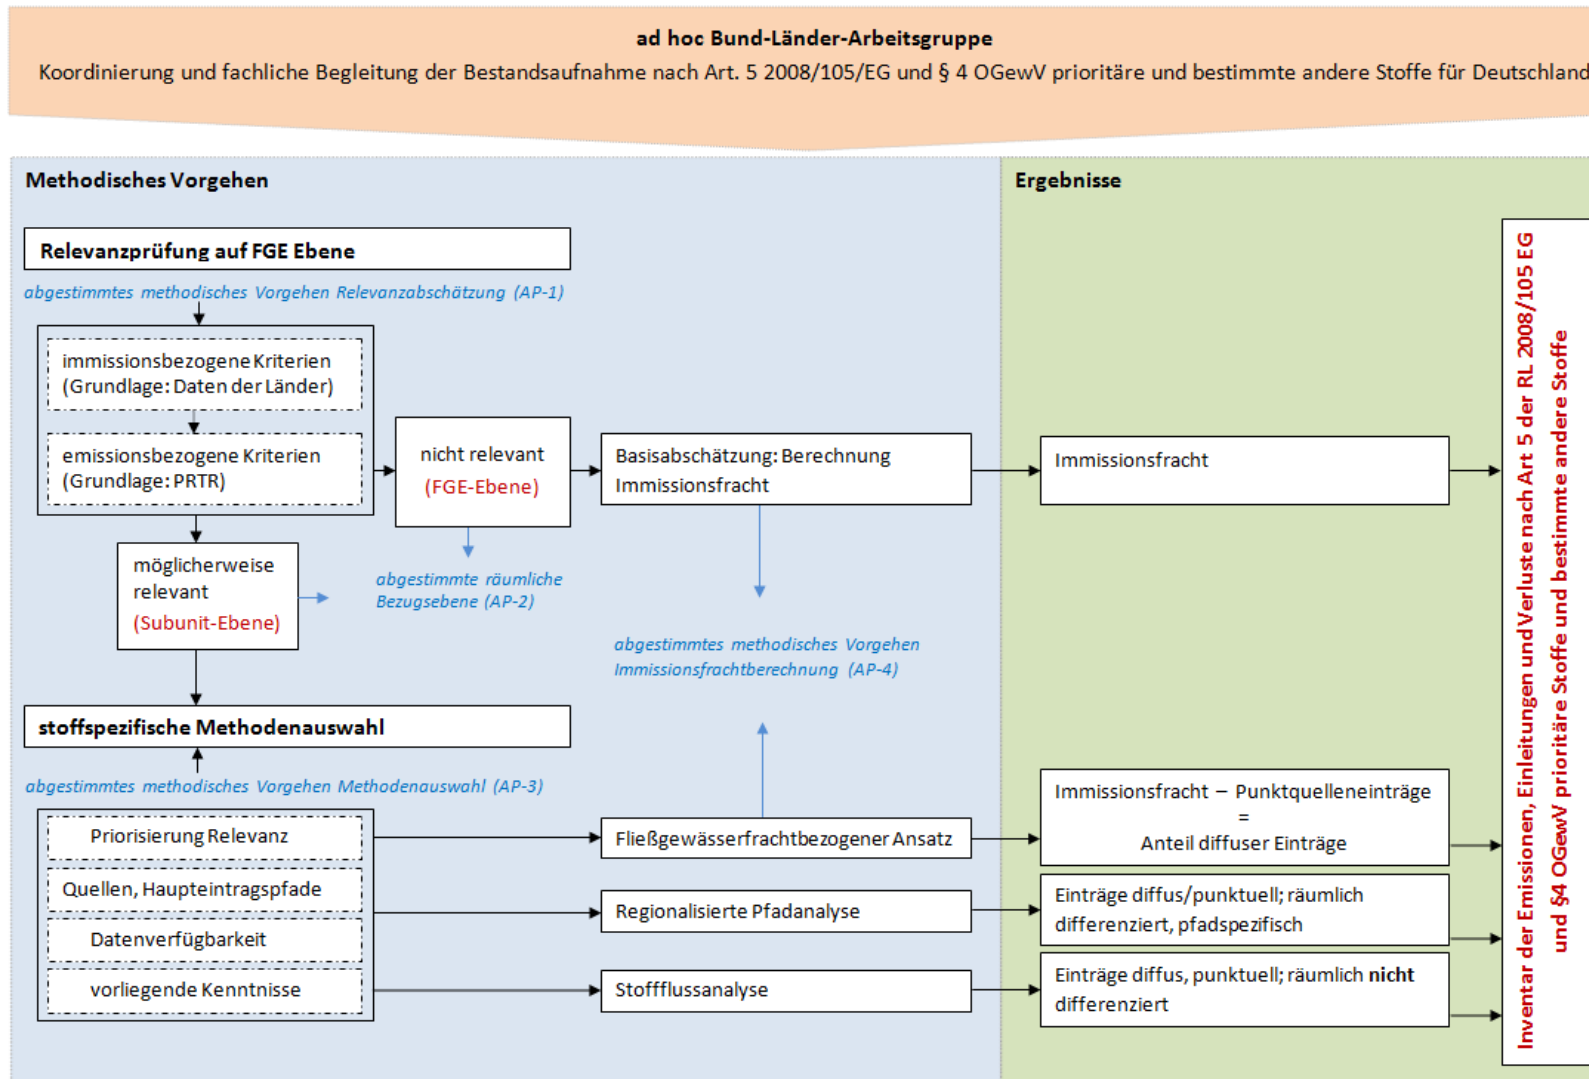 ad hoc Bund-Länder-Arbeitsgruppe
Koordinierung und fachliche Begleitung der Bestandsaufnahme nach Art. 5 2008/105/EG und § 4 OGewV prioritäre und bestimmte andere Stoffe für Deutschland
Methodisches Vorgehen
Relevanzprüfung auf FGE Ebene
abgestimmtes methodisches Vorgehen Relevanzabschätzung (AP-1)
immissionsbezogene Kriterien
(Grundlage: Daten der Länder)
emissionsbezogene Kriterien
(Grundlage: PRTR)
nicht relevant
(FGE-Ebene)
Basisabschätzung: Berechnung
Immissionsfracht
möglicherweise
relevant
(Subunit-Ebene)
abgestimmte räumliche
Bezugsebene (AP-2)
abgestimmtes methodisches Vorgehen
Immissionsfrachtberechnung (AP-4)
stoffspezifische Methodenauswahl
abgestimmtes methodisches Vorgehen Methodenauswahl (AP-3)
Priorisierung Relevanz
Quellen, Haupteintragspfade
Datenverfügbarkeit
vorliegende Kenntnisse
Fließgewässerfrachtbezogener Ansatz
Regionalisierte Pfadanalyse
Stoffflussanalyse
Ergebnisse
Immissionsfracht
Immissionsfracht – Punktquelleneinträge
=
Anteil diffuser Einträge
Einträge diffus/punktuell; räumlich
differenziert, pfadspezifisch
Einträge diffus, punktuell; räumlich nicht
differenziert
Inventar der Emissionen, Einleitungen und Verluste nach Art 5 der RL 2008/105 EG
und §4 OGewV prioritäre Stoffe und bestimmte andere Stoffe